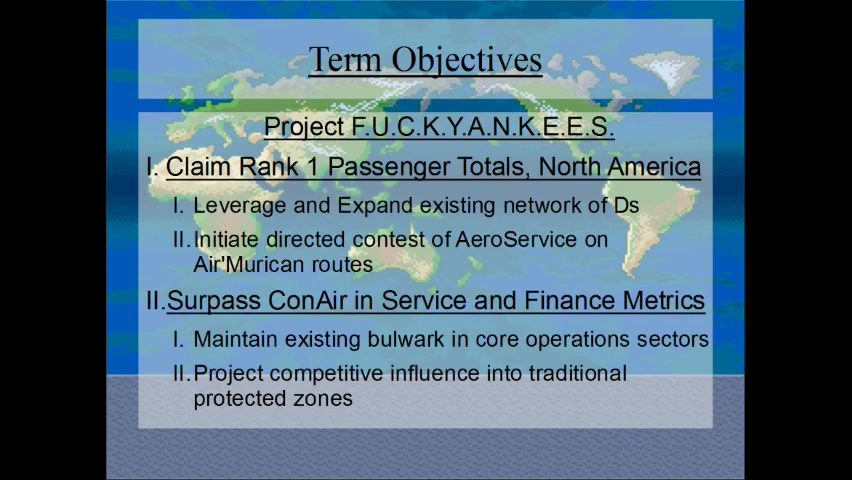 Term Objectives
Project F.U.C.K.Y.A.N.K.E.E.S.
I. Claim Rank 1 Passenger Totals, North America
I. Leverage and Expand existing network of Ds
II. Initiate directed contest of AeroService on
Air'Murican routes
II. Surpass ConAir in Service and Finance Metrics
I. Maintain existing bulwark in core operations sectors
II. Project competitive influence into traditional
protected zones